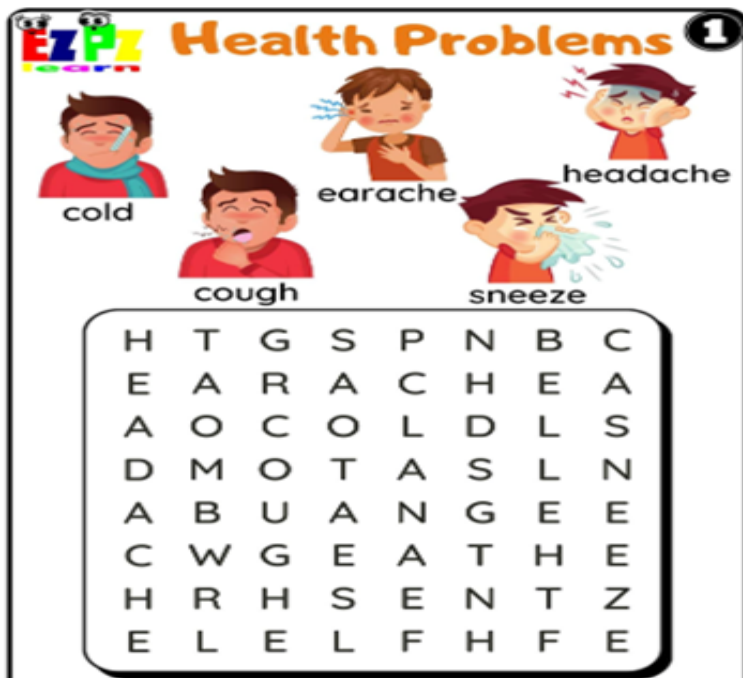 EZPZ Health Problems 1
learn
headache
earache
cold
cough sneeze
H T G S P N B C
E A R A C H E A
A O C O L D L S
D M O T A S L N
A B U A N G E E
C W G E A T H E
H R H S E N T Z
E L E L F H F E